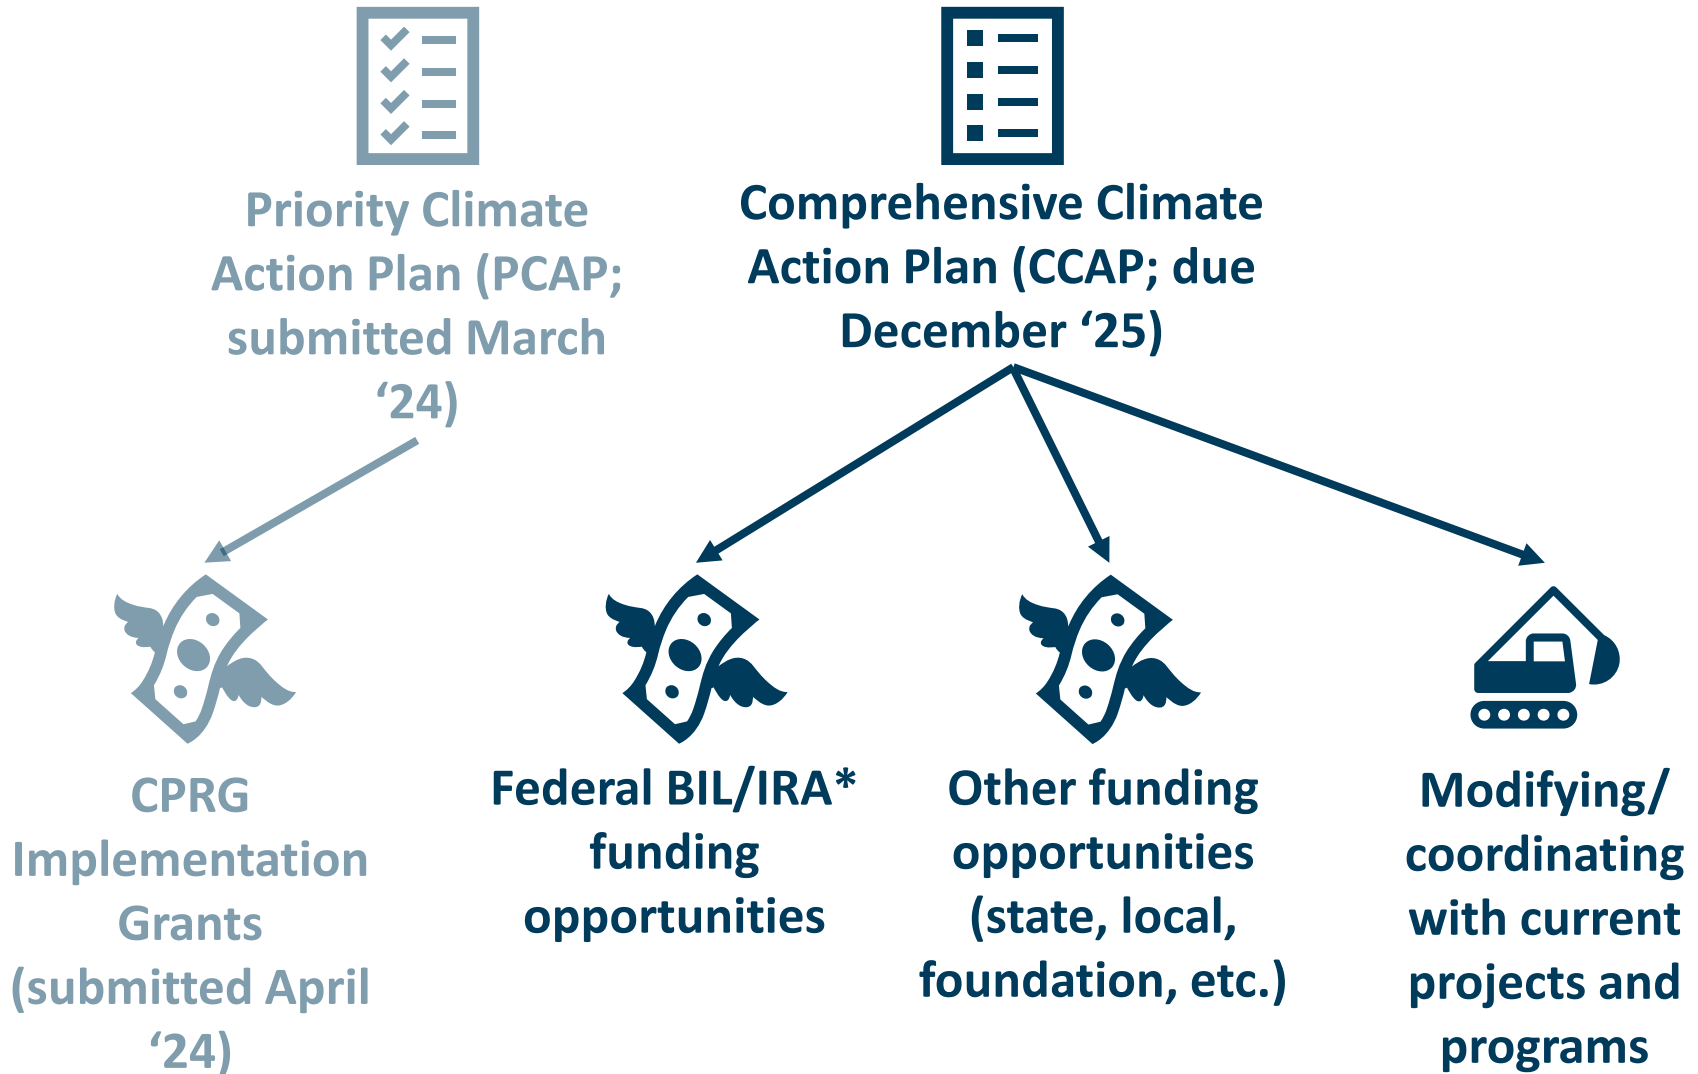 Priority Climate
Action Plan (PCAP;
submitted March
‘24)
Comprehensive Climate
Action Plan (CCAP; due
December ‘25)
CPRG
Implementation
Grants
(submitted April
‘24)
Federal BIL/IRA*
funding
opportunities
Other funding
opportunities
(state, local,
foundation, etc.)
Modifying/
coordinating
with current
projects and
programs